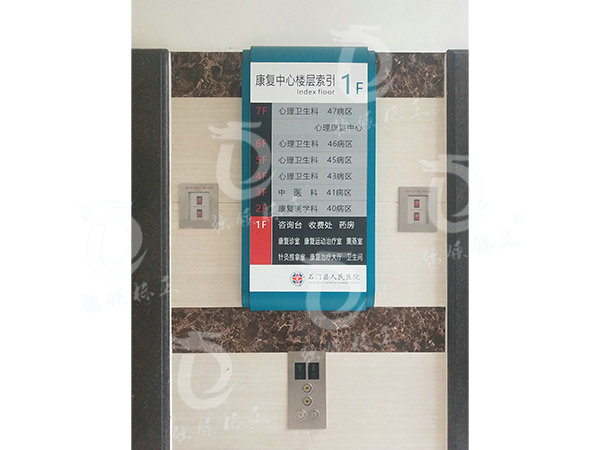 康复中心楼层索引 1F
Index floor
7F 心理卫生科 47病区
心理康复中心
6F 心理卫生科 46病区
5F 心理卫生科 45病区
4F 心理卫生科 43病区
3F 中医科 41病区
2F 康复医学科 40病区
1F 咨询台 收费处 药房
康复诊室 康复运动治疗室 熏蒸室
针灸推拿室 康复治疗大厅 卫生间
石门县人民医院